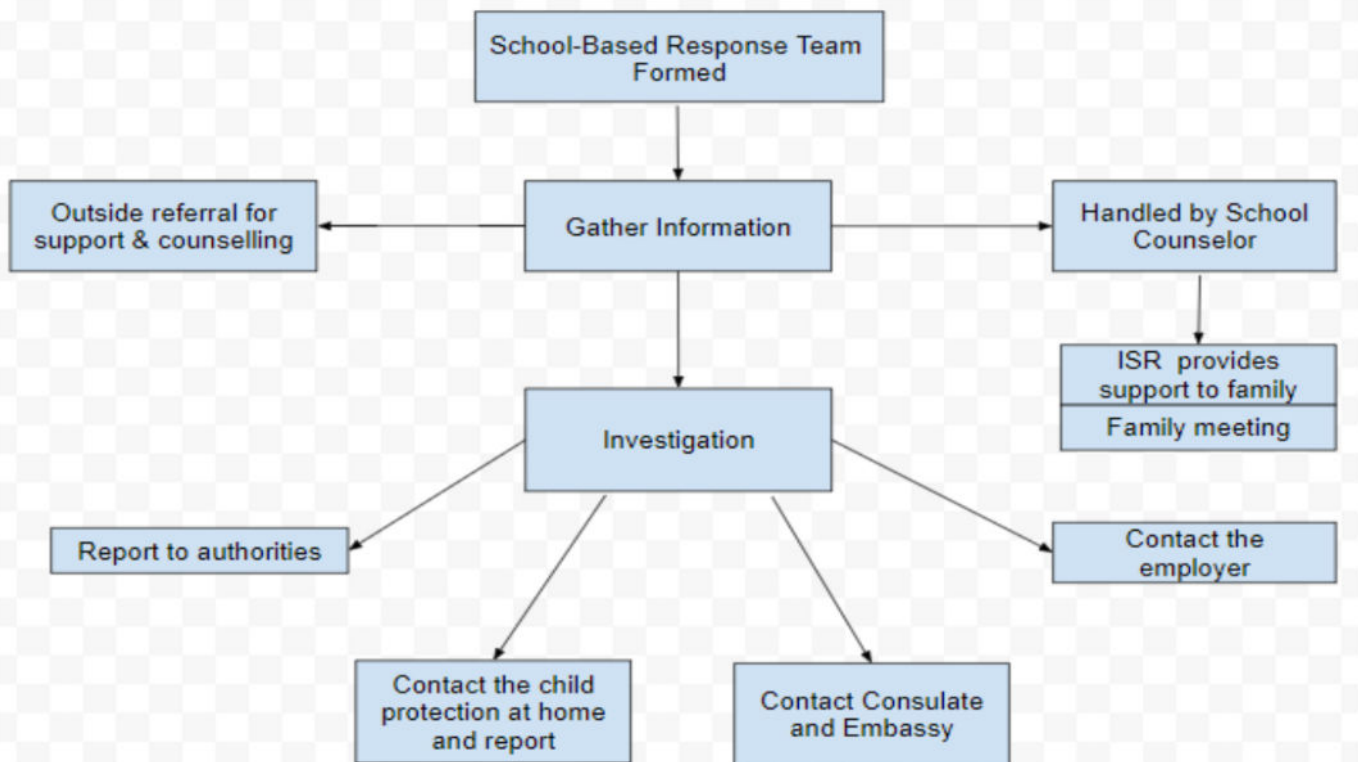 School-Based Response Team
Formed
Outside referral for
support & counselling
Gather Information
Handled by School
Counselor
ISR provides
support to family
Family meeting
Investigation
Report to authorities
Contact the
employer
Contact the child
protection at home
and report
Contact Consulate
and Embassy